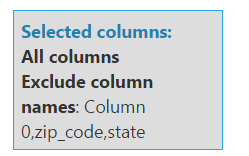 Selected columns:
All columns
Exclude column
names: Column
0,zip_code,state